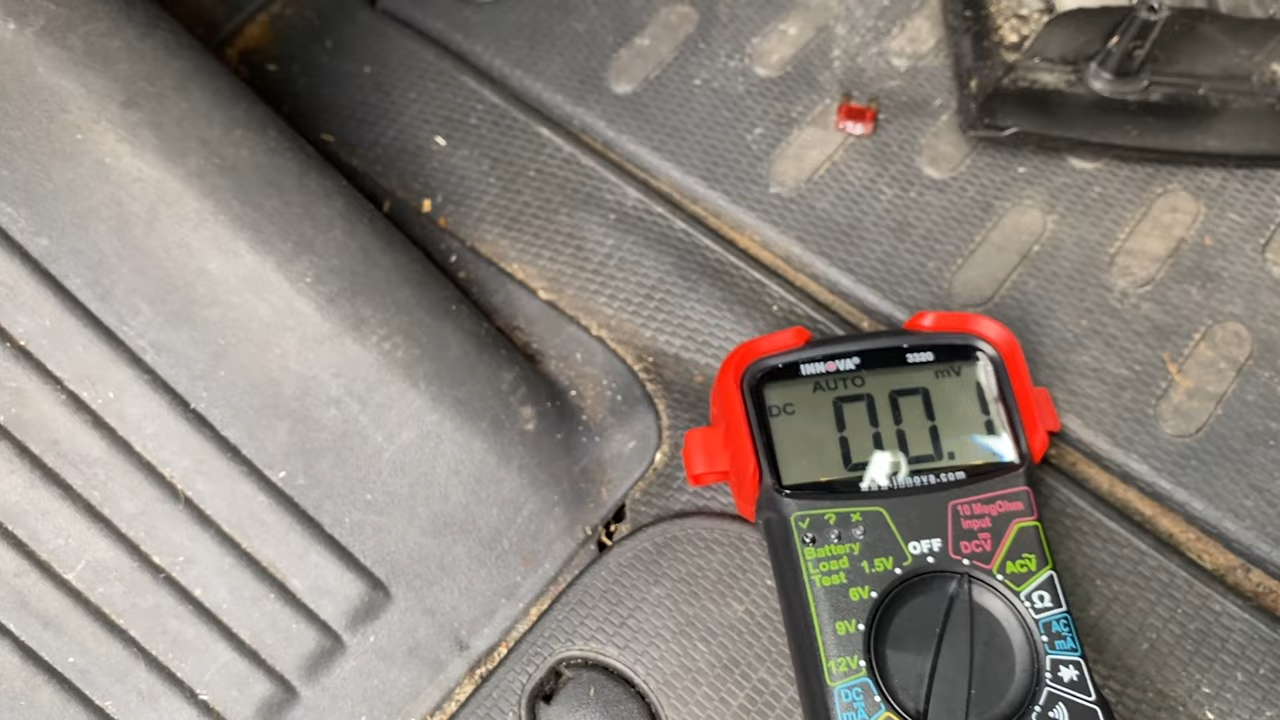 INNOVA® 3320
AUTO mV
DC 00.1
www.innova.com
10 MegOhm
Input
DCV
✓ ? ✕
Battery
Load
Test
OFF
1.5V
ACV
6V
Ω
9V
AC
mA
12V
DC
mA